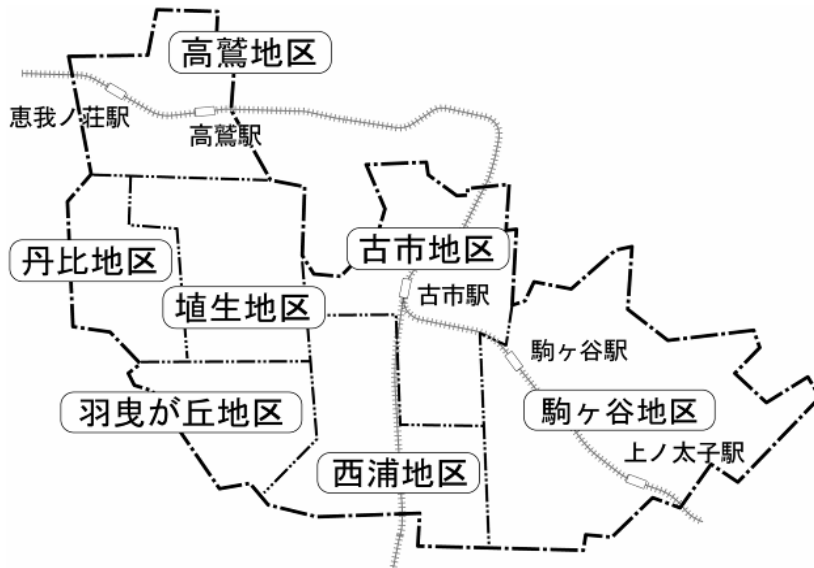 高鷲地区
恵我ノ荘駅
高鷲駅
丹比地区
古市地区
埴生地区
古市駅
駒ヶ谷駅
羽曳が丘地区
駒ヶ谷地区
西浦地区
上ノ太子駅